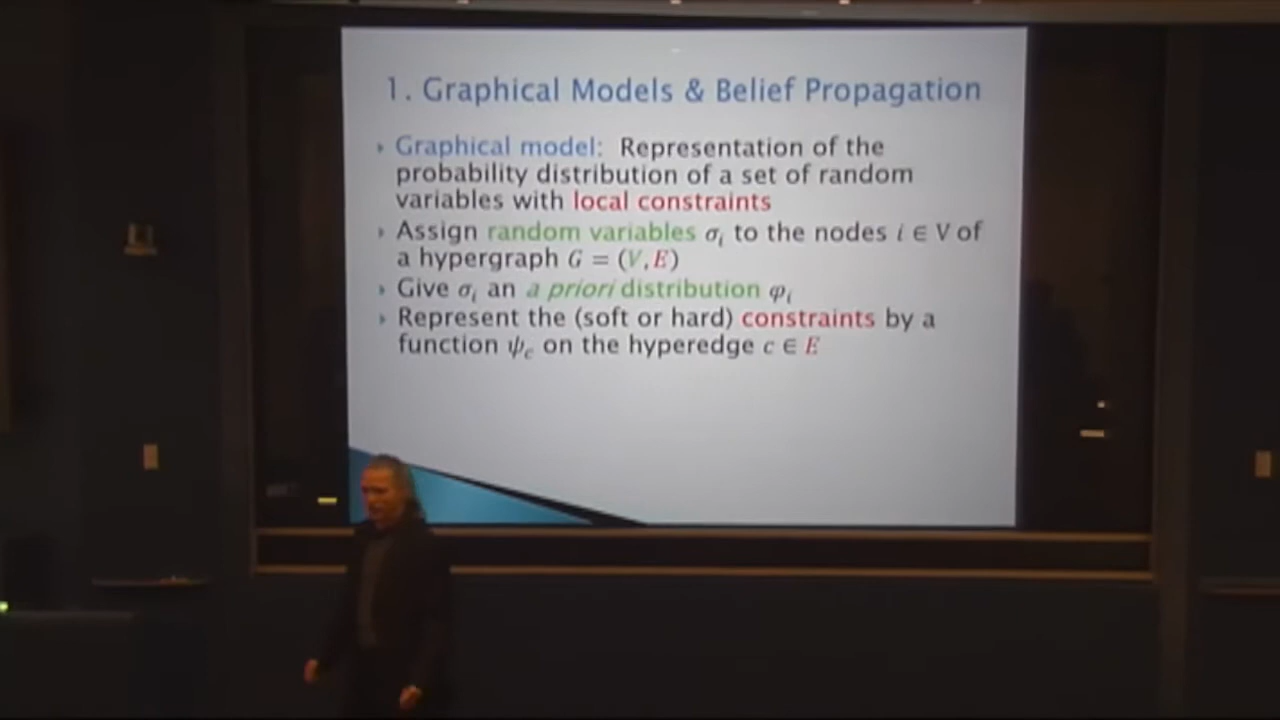 1. Graphical Models & Belief Propagation
Graphical model: Representation of the
probability distribution of a set of random
variables with local constraints
Assign random variables σᵢ to the nodes i ∈ V of
a hypergraph G = (V, E)
Give σᵢ an a priori distribution φᵢ
Represent the (soft or hard) constraints by a
function ψ_c on the hyperedge c ∈ E